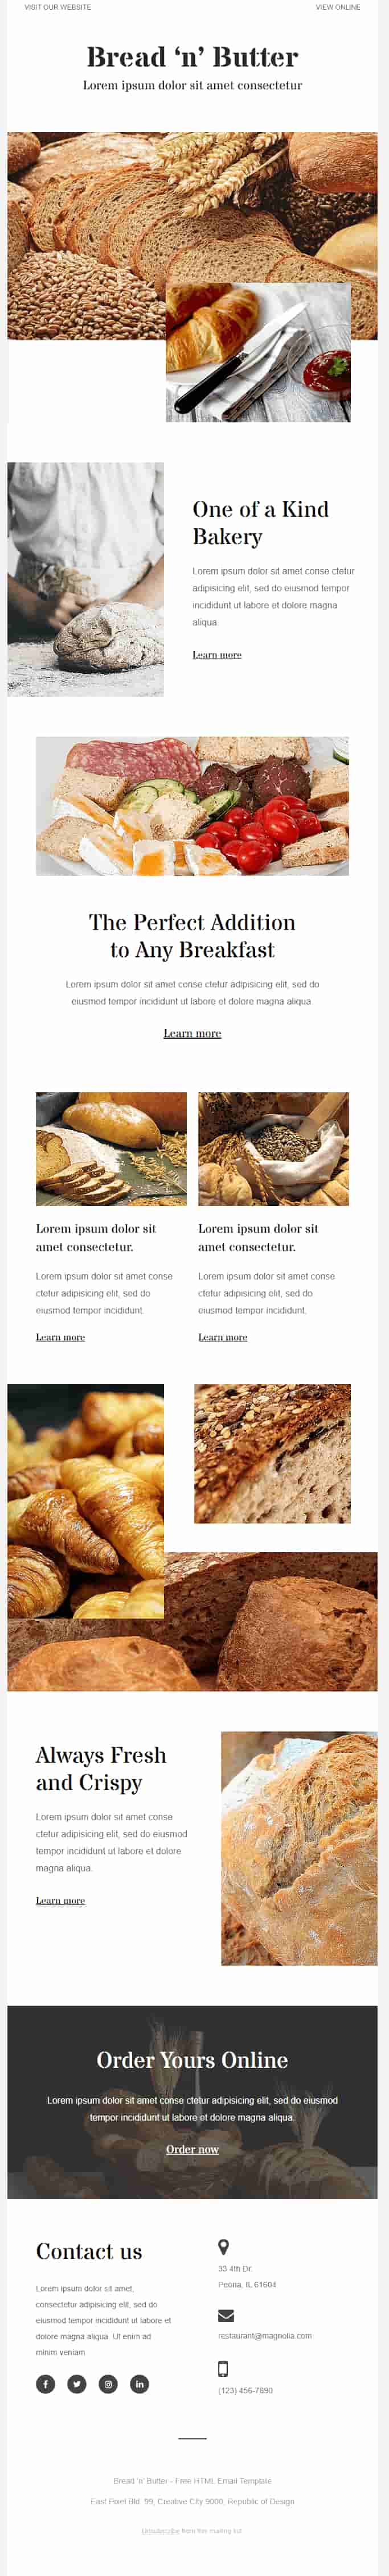 VISIT OUR WEBSITE
VIEW ONLINE
Bread ‘n’ Butter
Lorem ipsum dolor sit amet consectetur
One of a Kind
Bakery
Lorem ipsum dolor sit amet conse ctetur
adipisicing elit, sed do eiusmod tempor
incididunt ut labore et dolore magna
aliqua.
Learn more
The Perfect Addition
to Any Breakfast
Lorem ipsum dolor sit amet conse ctetur adipisicing elit, sed do
eiusmod tempor incididunt ut labore et dolore magna aliqua.
Learn more
Lorem ipsum dolor sit
amet consectetur.
Lorem ipsum dolor sit amet conse
ctetur adipisicing elit, sed do
eiusmod tempor incididunt.
Learn more
Lorem ipsum dolor sit
amet consectetur.
Lorem ipsum dolor sit amet conse
ctetur adipisicing elit, sed do
eiusmod tempor incididunt.
Learn more
Always Fresh
and Crispy
Lorem ipsum dolor sit amet conse
ctetur adipisicing elit, sed do eiusmod
tempor incididunt ut labore et dolore
magna aliqua.
Learn more
Order Yours Online
Lorem ipsum dolor sit amet conse ctetur adipisicing elit, sed do eiusmod
tempor incididunt ut labore et dolore magna aliqua.
Order now
Contact us
Lorem ipsum dolor sit amet,
consectetur adipisicing elit, sed do
eiusmod tempor incididunt ut labore et
dolore magna aliqua. Ut enim ad
minim veniam
33 4th Dr.
Peoria, IL 61604
restaurant@magnolia.com
(123) 456-7890
Bread 'n' Butter - Free HTML Email Template
East Pixel Bld. 99, Creative City 9000, Republic of Design
Unsubscribe from this mailing list